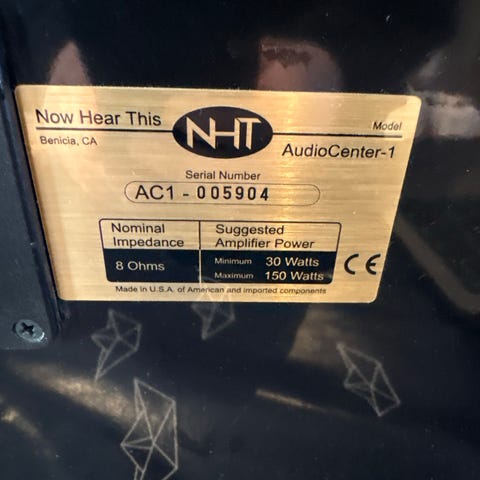 Now Hear This
NHT
Model
Benicia, CA
AudioCenter-1
Serial Number
AC1 - 005904
Nominal Impedance
Suggested Amplifier Power
8 Ohms
Minimum 30 Watts
Maximum 150 Watts
CE
Made in U.S.A. of American and imported components